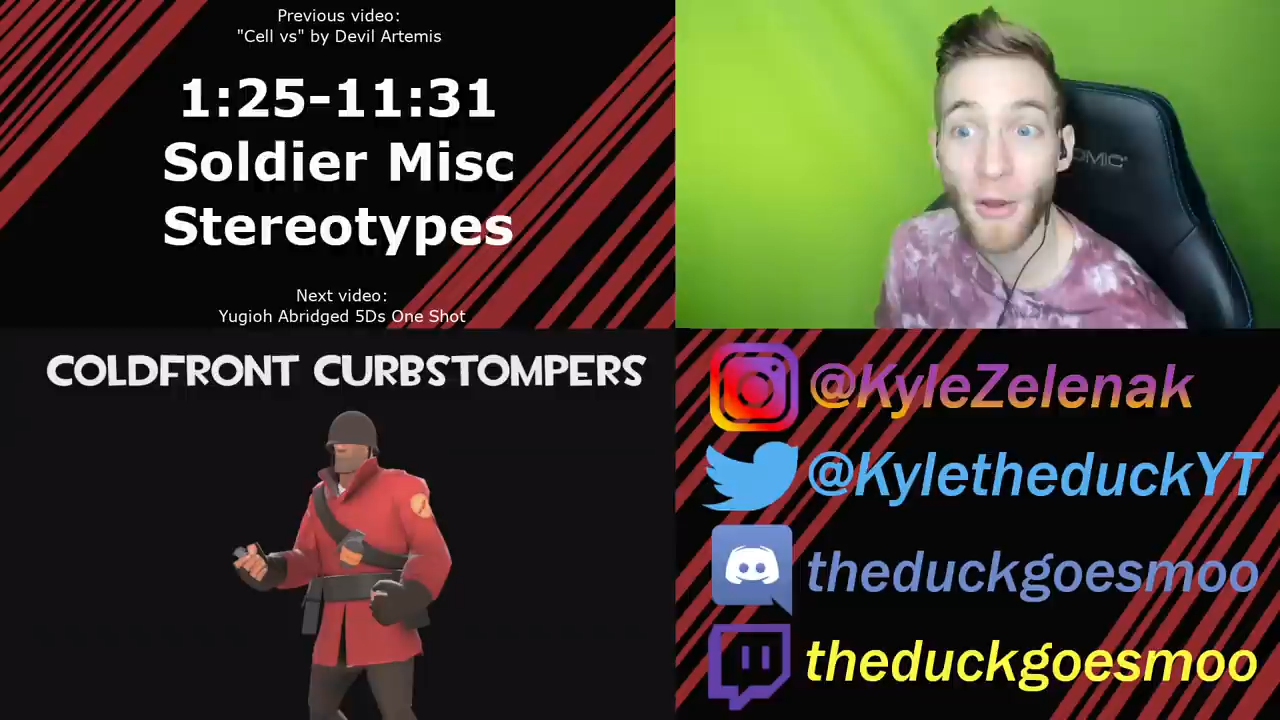 Previous video:
"Cell vs" by Devil Artemis
1:25-11:31
Soldier Misc
Stereotypes
Next video:
Yugioh Abridged 5Ds One Shot
COLDFRONT CURBSTOMPERS
@KyleZelenak
@KyletheduckYT
theduckgoesmoo
theduckgoesmoo